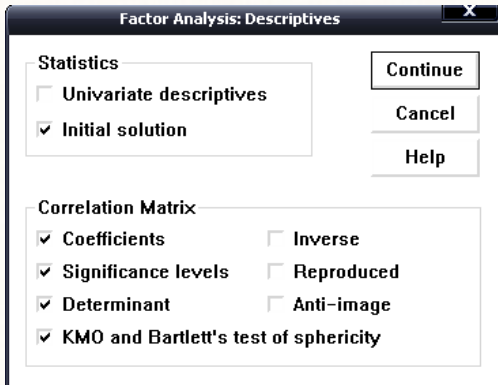 Factor Analysis: Descriptives
X
Statistics
Univariate descriptives
Initial solution
Continue
Cancel
Help
Correlation Matrix
Coefficients
Inverse
Significance levels
Reproduced
Determinant
Anti-image
KMO and Bartlett's test of sphericity